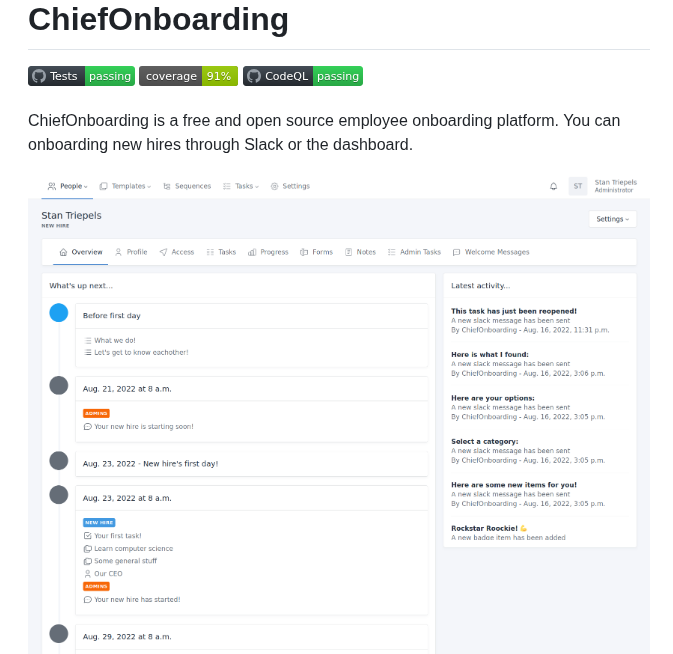 ChiefOnboarding
Tests passing coverage 91% CodeQL passing
ChiefOnboarding is a free and open source employee onboarding platform. You can
onboarding new hires through Slack or the dashboard.
People Templates Sequences Tasks Settings ST Stan Triepels
Administrator
Stan Triepels
NEW HIRE
Settings
Overview Profile Access Tasks Progress Forms Notes Admin Tasks Welcome Messages
What's up next...
Before first day
What we do!
Let's get to know eachother!
Aug. 21, 2022 at 8 a.m.
ADMINS
Your new hire is starting soon!
Aug. 23, 2022 - New hire's first day!
Aug. 23, 2022 at 8 a.m.
NEW HIRE
Your first task!
Learn computer science
Some general stuff
Our CEO
ADMINS
Your new hire has started!
Aug. 29, 2022 at 8 a.m.
Latest activity...
This task has just been reopened!
A new slack message has been sent
By ChiefOnboarding - Aug. 16, 2022, 11:31 p.m.
Here is what I found:
A new slack message has been sent
By ChiefOnboarding - Aug. 16, 2022, 3:06 p.m.
Here are your options:
A new slack message has been sent
By ChiefOnboarding - Aug. 16, 2022, 3:05 p.m.
Select a category:
A new slack message has been sent
By ChiefOnboarding - Aug. 16, 2022, 3:05 p.m.
Here are some new items for you!
A new slack message has been sent
By ChiefOnboarding - Aug. 16, 2022, 3:05 p.m.
Rockstar Roockie! 💪
A new badge item has been added